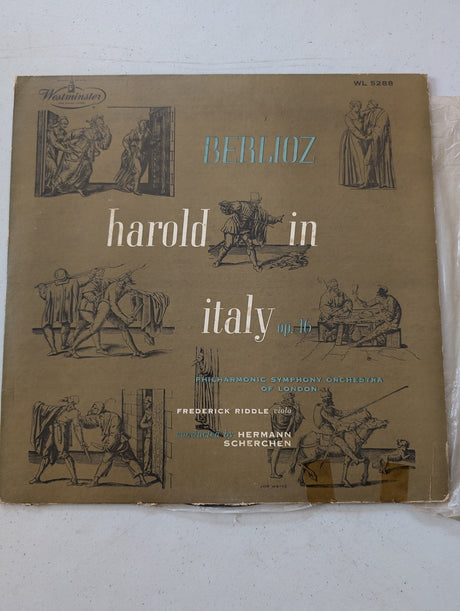 Westminster
WL 5288
BERLIOZ
harold in
italy op. 16
PHILHARMONIC SYMPHONY ORCHESTRA
OF LONDON
FREDERICK RIDDLE viola
conducted by HERMANN
SCHERCHEN